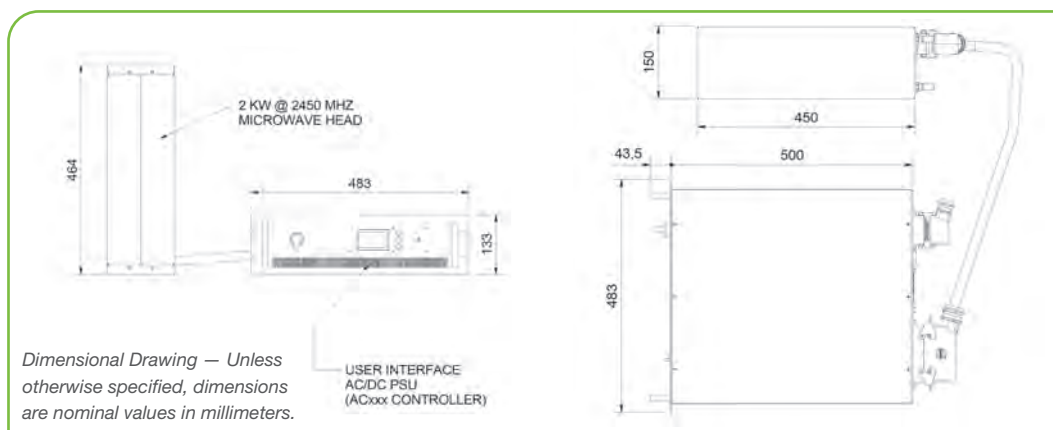 464
2 KW @ 2450 MHZ
MICROWAVE HEAD
483
133
USER INTERFACE
AC/DC PSU
(ACxxx CONTROLLER)
Dimensional Drawing — Unless
otherwise specified, dimensions
are nominal values in millimeters.
150
450
43,5
500
483